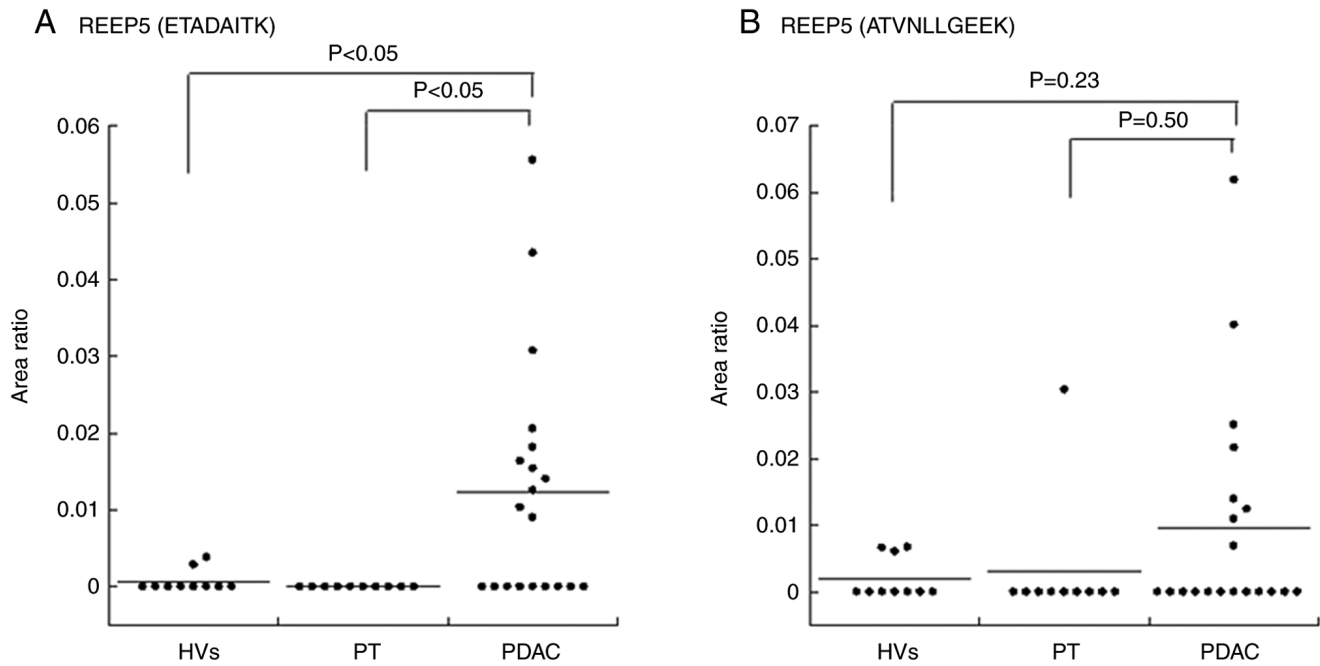 A REEP5 (ETADAITK)
P<0.05
P<0.05
0.06
0.05
0.04
0.03
0.02
0.01
0
Area ratio
HVs PT PDAC
B REEP5 (ATVNLLGEEK)
P=0.23
P=0.50
0.07
0.06
0.05
0.04
0.03
0.02
0.01
0
Area ratio
HVs PT PDAC